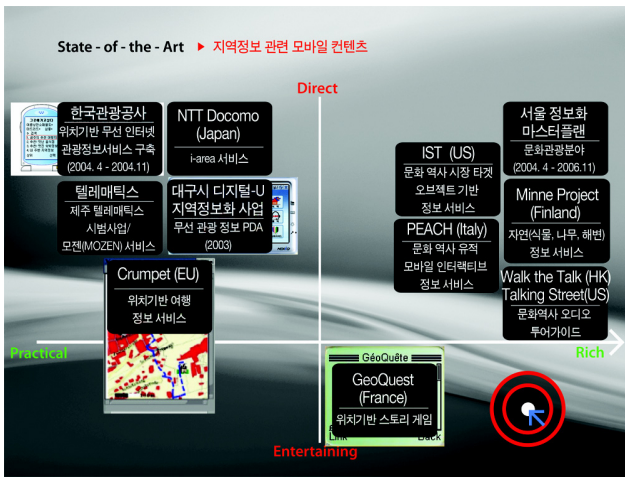 State - of - the - Art ▶ 지역정보 관련 모바일 컨텐츠
Direct
한국관광공사
위치기반 무선 인터넷
관광정보서비스 구축
(2004. 4 - 2004.11)
NTT Docomo
(Japan)
i-area 서비스
텔레매틱스
제주 텔레매틱스
시범사업/
모젠(MOZEN) 서비스
대구시 디지털-U
지역정보화 사업
무선 관광 정보 PDA
(2003)
Crumpet (EU)
위치기반 여행
정보 서비스
IST (US)
문화 역사 시장 타겟
오브젝트 기반
정보 서비스
PEACH (Italy)
문화 역사 유적
모바일 인터랙티브
정보 서비스
서울 정보화
마스터플랜
문화관광분야
(2004. 4 - 2006.11)
Minne Project
(Finland)
자연(식물, 나무, 해변)
정보 서비스
Walk the Talk (HK)
Talking Street(US)
문화역사 오디오
투어가이드
Practical
Rich
GéoQuête
GeoQuest
(France)
위치기반 스토리 게임
Link
Back
Entertaining